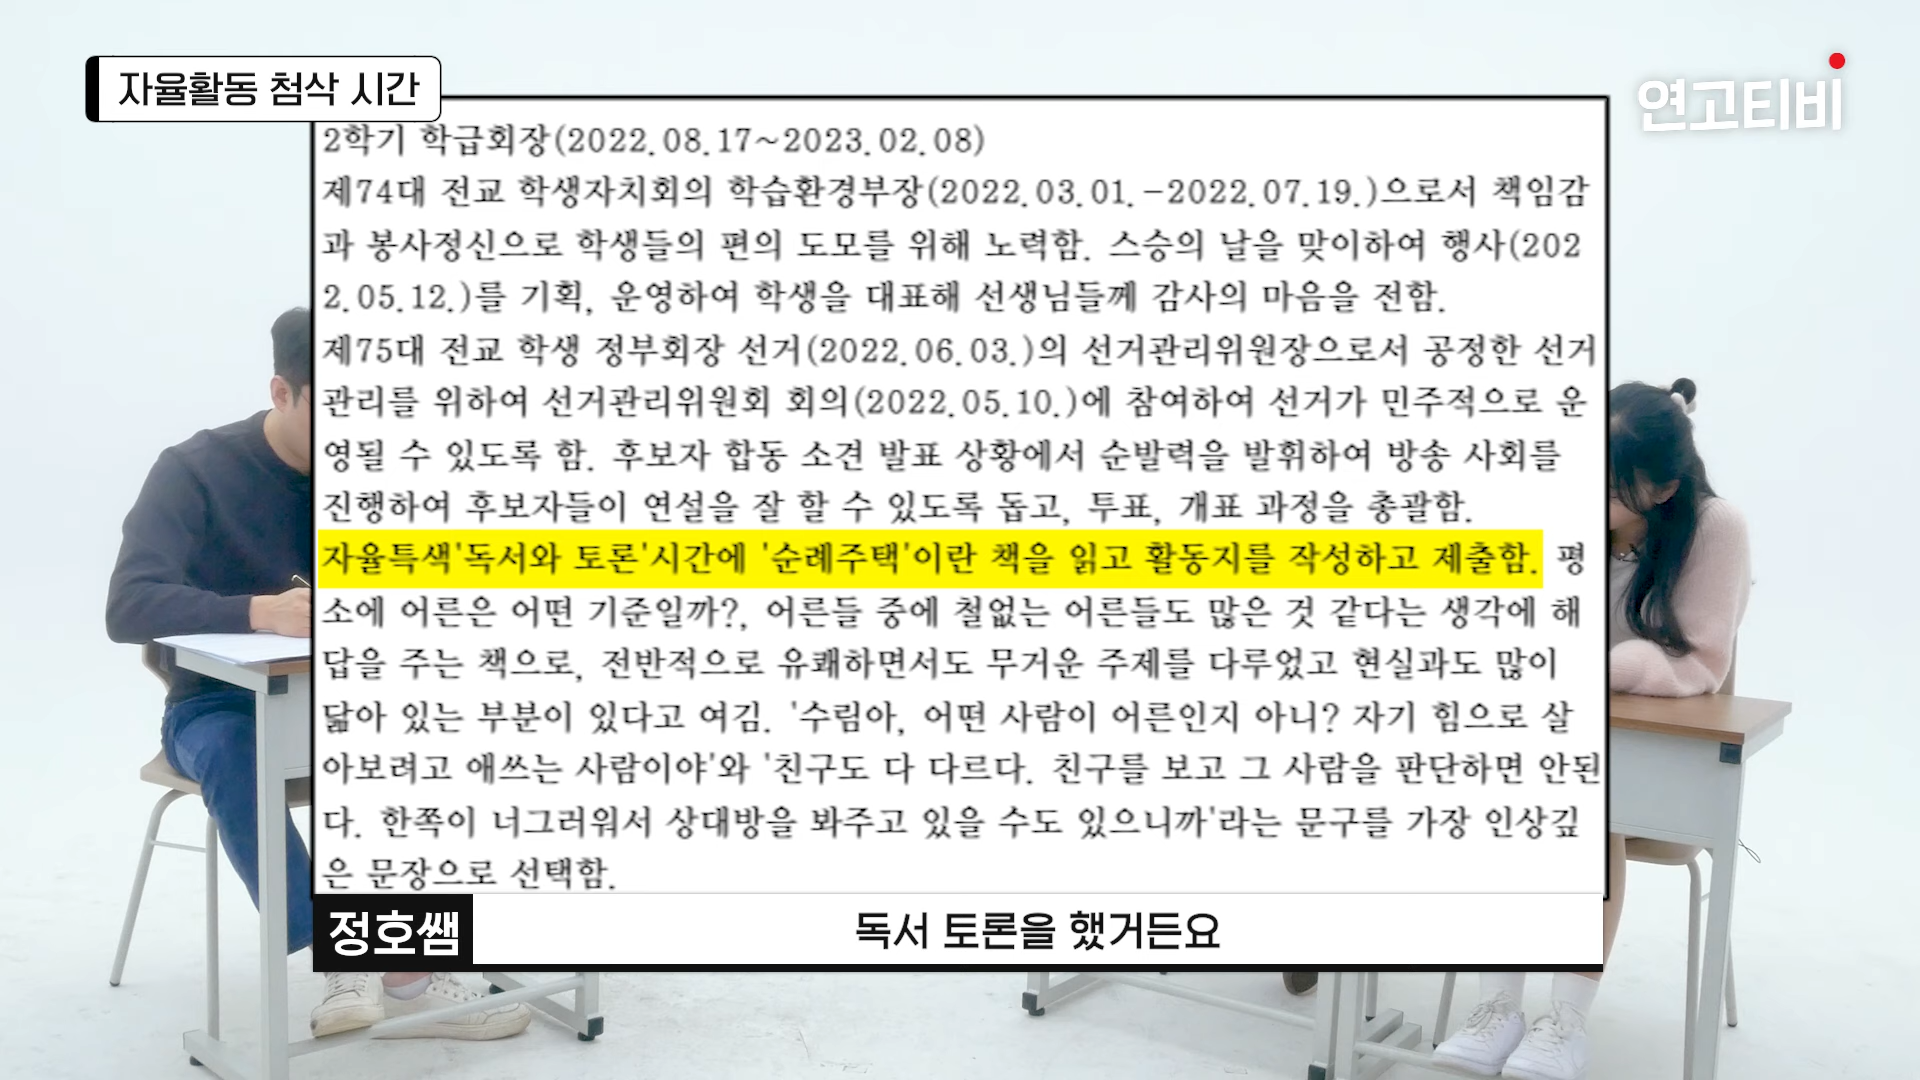 자율활동 첨삭 시간
연고티비
2학기 학급회장(2022.08.17~2023.02.08)
제74대 전교 학생자치회의 학습환경부장(2022.03.01.-2022.07.19.)으로서 책임감
과 봉사정신으로 학생들의 편의 도모를 위해 노력함. 스승의 날을 맞이하여 행사(202
2.05.12.)를 기획, 운영하여 학생을 대표해 선생님들께 감사의 마음을 전함.
제75대 전교 학생 정부회장 선거(2022.06.03.)의 선거관리위원장으로서 공정한 선거
관리를 위하여 선거관리위원회 회의(2022.05.10.)에 참여하여 선거가 민주적으로 운
영될 수 있도록 함. 후보자 합동 소견 발표 상황에서 순발력을 발휘하여 방송 사회를
진행하여 후보자들이 연설을 잘 할 수 있도록 돕고, 투표, 개표 과정을 총괄함.
자율특색'독서와 토론'시간에 '순례주택'이란 책을 읽고 활동지를 작성하고 제출함. 평
소에 어른은 어떤 기준일까?, 어른들 중에 철없는 어른들도 많은 것 같다는 생각에 해
답을 주는 책으로, 전반적으로 유쾌하면서도 무거운 주제를 다루었고 현실과도 많이
닮아 있는 부분이 있다고 여김. '수림아, 어떤 사람이 어른인지 아니? 자기 힘으로 살
아보려고 애쓰는 사람이야'와 '친구도 다 다르다. 친구를 보고 그 사람을 판단하면 안된
다. 한쪽이 너그러워서 상대방을 봐주고 있을 수도 있으니까'라는 문구를 가장 인상깊
은 문장으로 선택함.
정호쌤
독서 토론을 했거든요